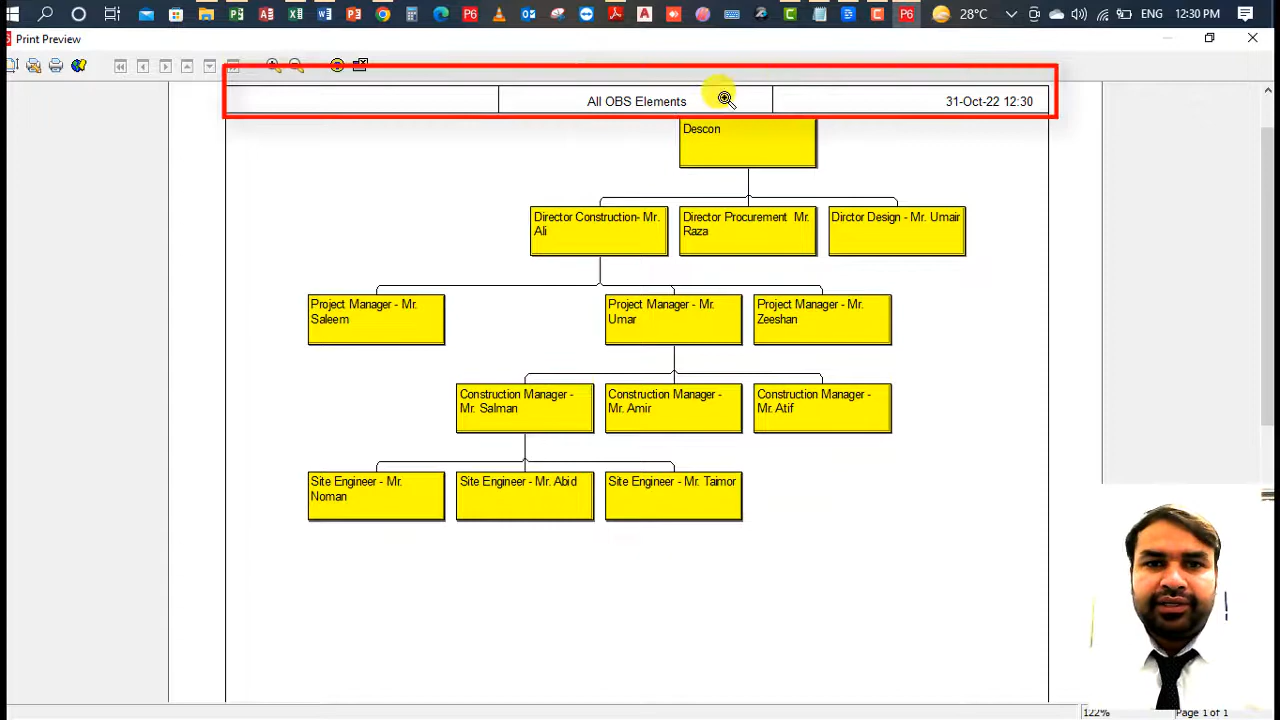 28°C
ENG
12:30 PM
Print Preview
All OBS Elements
31-Oct-22 12:30
Descon
Director Construction- Mr.
Ali
Director Procurement Mr.
Raza
Dirctor Design - Mr. Umair
Project Manager - Mr.
Saleem
Project Manager - Mr.
Umar
Project Manager - Mr.
Zeeshan
Construction Manager -
Mr. Salman
Construction Manager -
Mr. Amir
Construction Manager -
Mr. Atif
Site Engineer - Mr.
Noman
Site Engineer - Mr. Abid
Site Engineer - Mr. Taimor
122%
Page 1 of 1